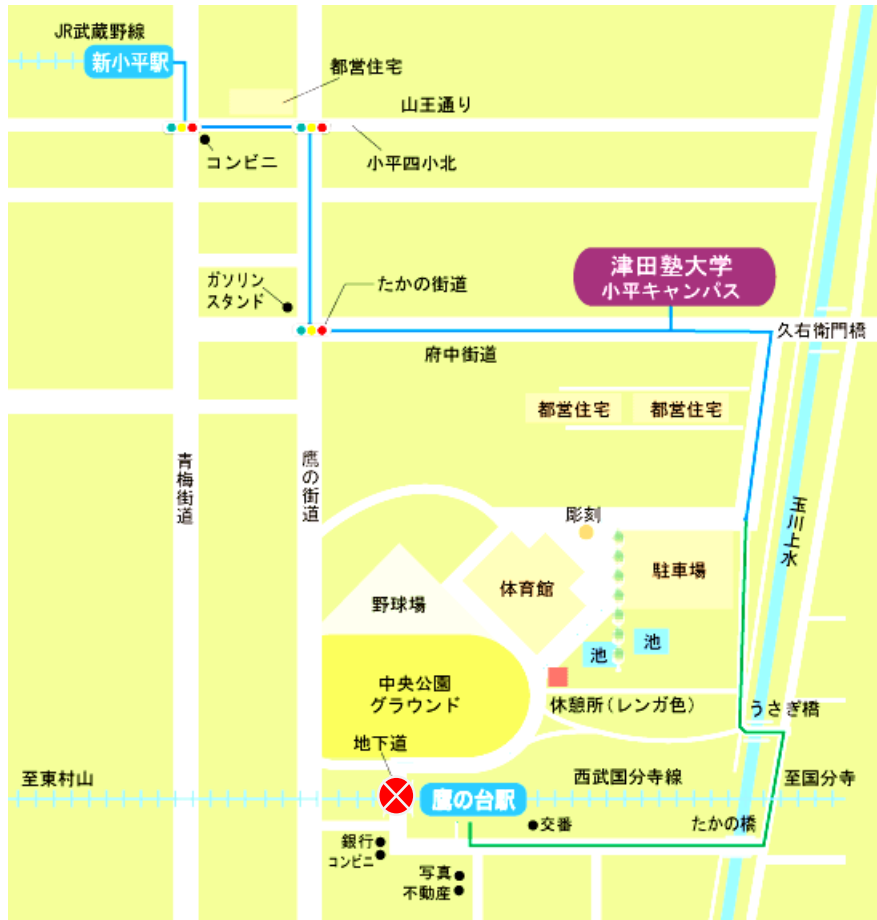 JR武蔵野線
新小平駅
都営住宅
山王通り
コンビニ
小平四小北
ガソリン
スタンド
たかの街道
津田塾大学
小平キャンパス
久右衛門橋
府中街道
都営住宅
都営住宅
青梅街道
鷹の街道
玉川上水
彫刻
駐車場
体育館
野球場
池
池
中央公園
グラウンド
休憩所(レンガ色)
うさぎ橋
地下道
至東村山
西武国分寺線
至国分寺
鷹の台駅
交番
たかの橋
銀行
コンビニ
写真
不動産